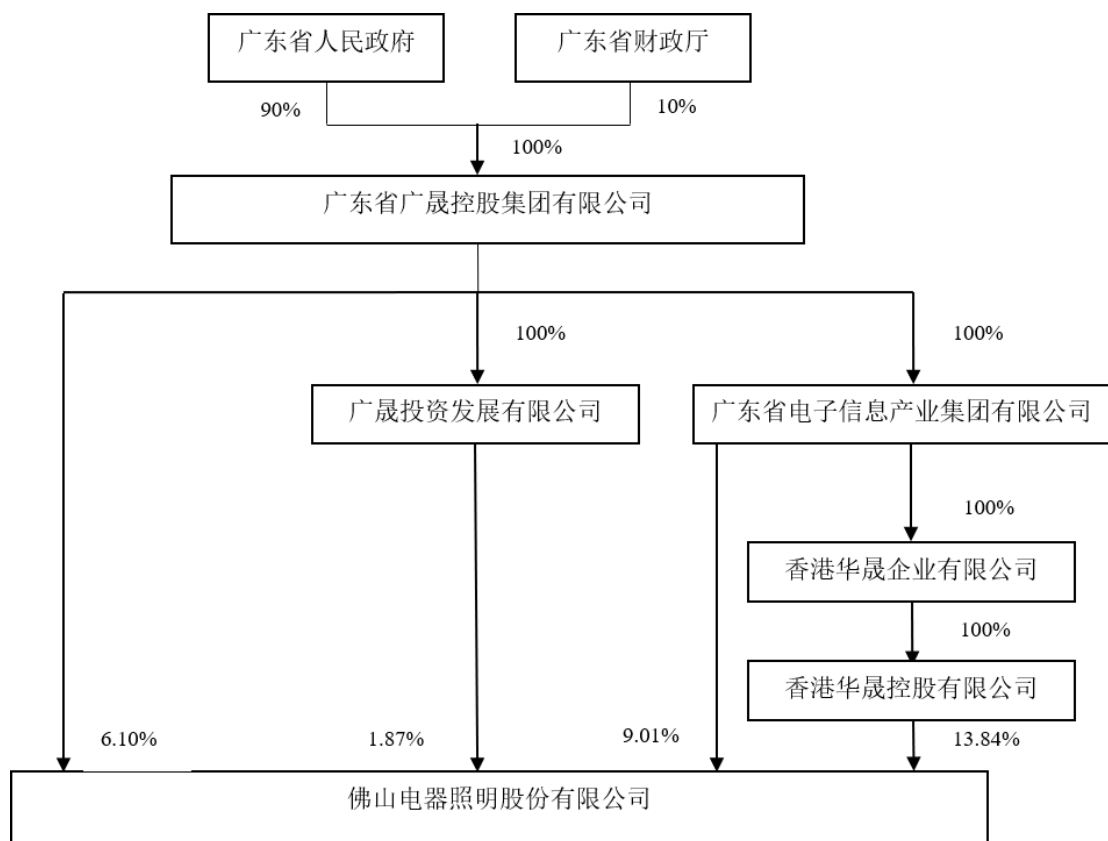 广东省人民政府
广东省财政厅
90%
10%
100%
广东省广晟控股集团有限公司
100%
100%
广晟投资发展有限公司
广东省电子信息产业集团有限公司
100%
香港华晟企业有限公司
100%
香港华晟控股有限公司
6.10%
1.87%
9.01%
13.84%
佛山电器照明股份有限公司